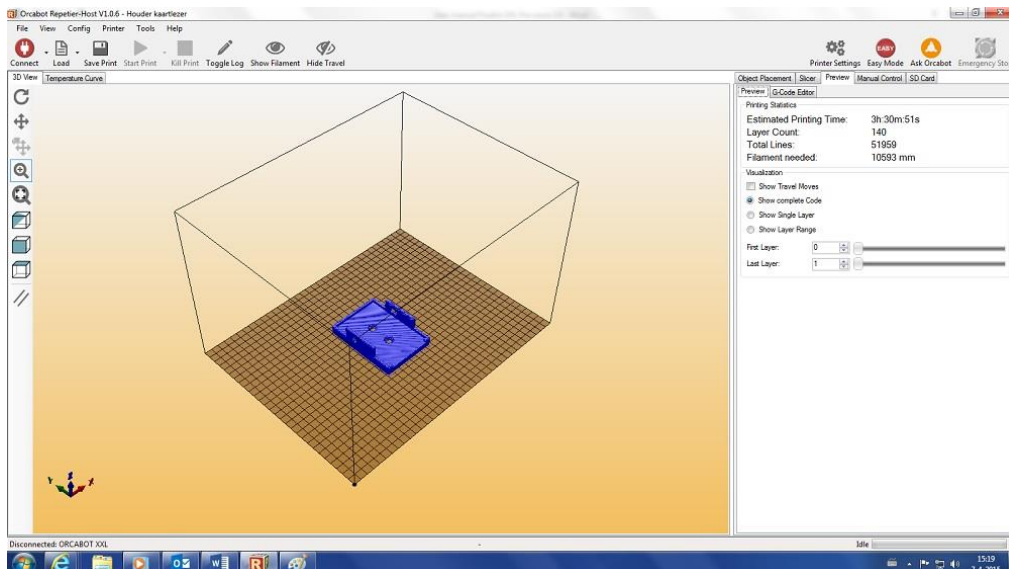 Orcabot Repetier-Host V1.0.6 - Houder kaartlezer
File View Config Printer Tools Help
Connect Load Save Print Start Print Kill Print Toggle Log Show Filament Hide Travel Printer Settings Easy Mode Ask Orcabot Emergency Sto
EASY
3D View Temperature Curve
Object Placement Slicer Preview Manual Control SD Card
Preview G-Code Editor
Printing Statistics
Estimated Printing Time: 3h:30m:51s
Layer Count: 140
Total Lines: 51959
Filament needed: 10593 mm
Visualization
Show Travel Moves
Show complete Code
Show Single Layer
Show Layer Range
First Layer: 0
Last Layer: 1
Disconnected: ORCABOT XXL - Idle
15:19